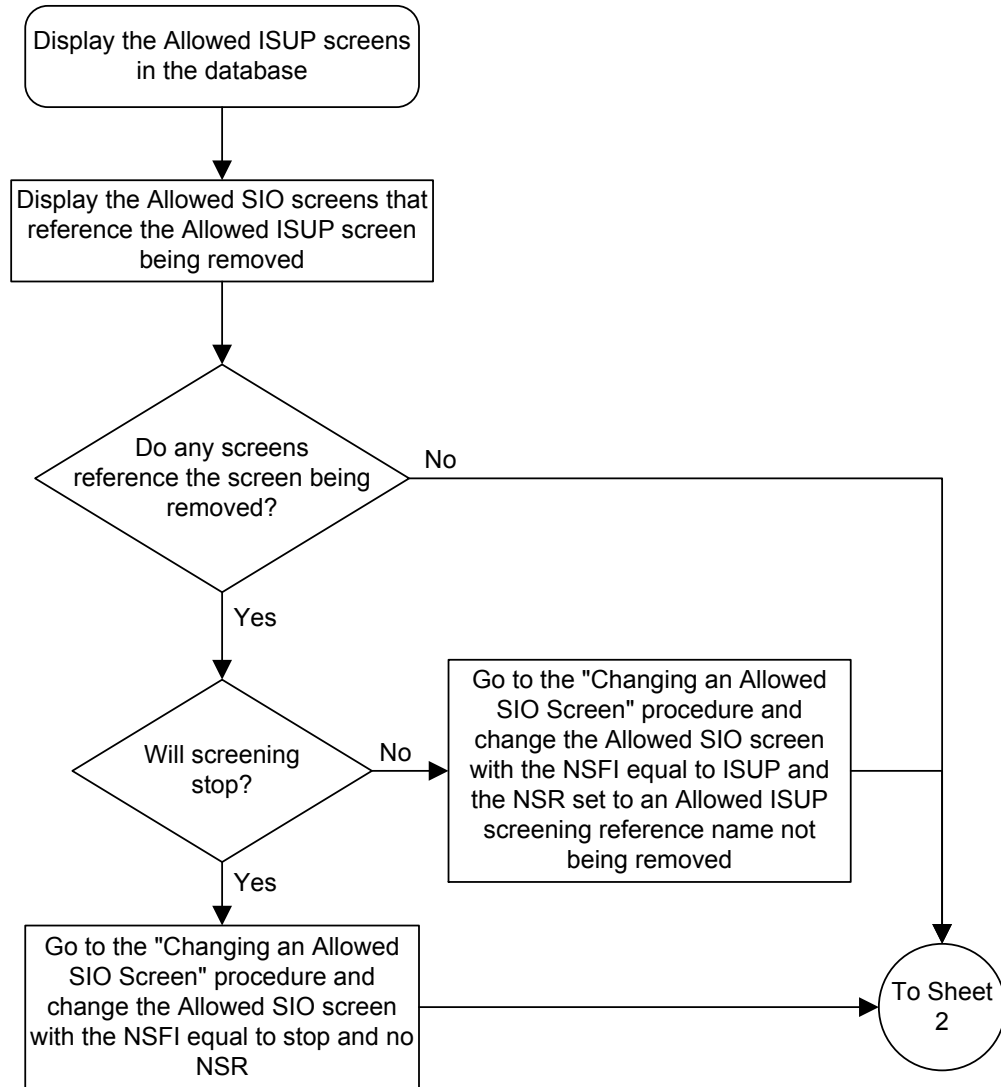 Display the Allowed ISUP screens
in the database
Display the Allowed SIO screens that
reference the Allowed ISUP screen
being removed
Do any screens
reference the screen being
removed?
No
Yes
Will screening
stop?
No
Go to the "Changing an Allowed
SIO Screen" procedure and
change the Allowed SIO screen
with the NSFI equal to ISUP and
the NSR set to an Allowed ISUP
screening reference name not
being removed
Yes
Go to the "Changing an Allowed
SIO Screen" procedure and
change the Allowed SIO screen
with the NSFI equal to stop and no
NSR
To Sheet
2